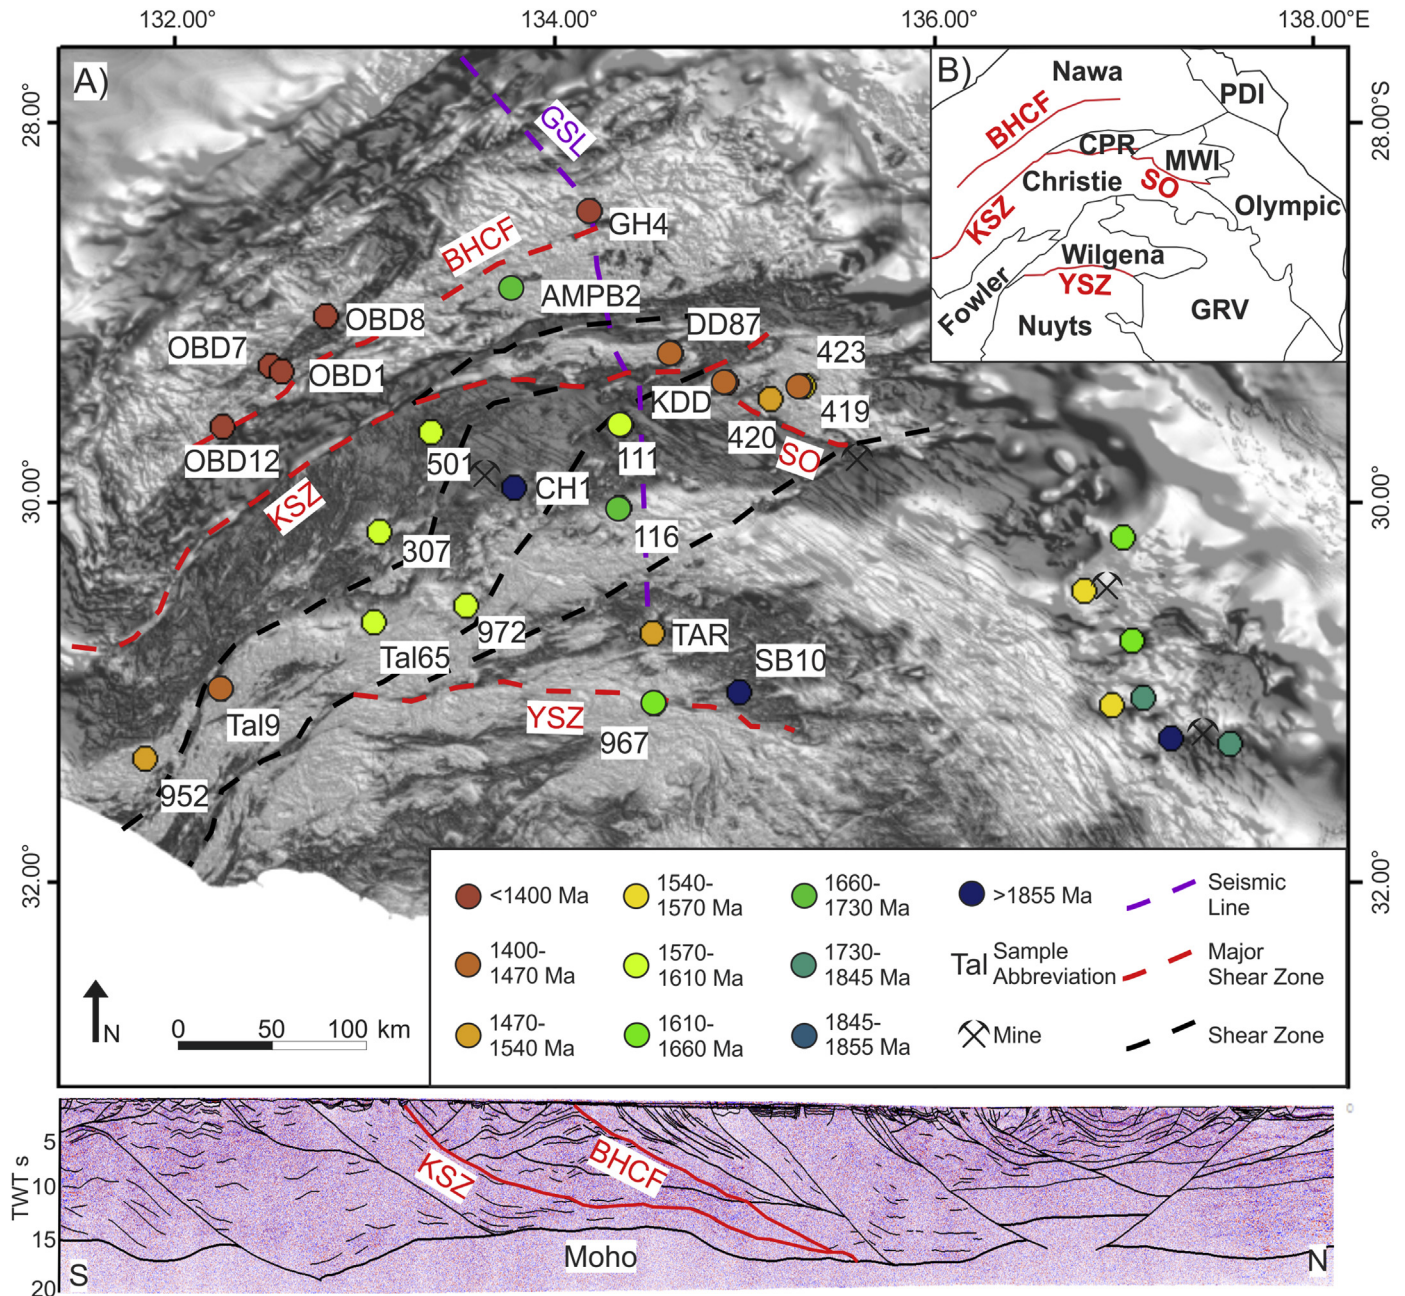 132.00°
134.00°
136.00°
138.00°E
28.00°
30.00°
32.00°
28.00°S
30.00°
32.00°
A)
GSL
GH4
BHCF
AMPB2
OBD8
OBD7
OBD1
OBD12
DD87
423
KDD
419
420
SO
501
111
CH1
KSZ
116
307
972
TAR
Tal65
SB10
Tal9
YSZ
967
952
B)
Nawa
PDI
BHCF
CPR
MWI
Christie
SO
Olympic
KSZ
Wilgena
YSZ
Fowler
Nuyts
GRV
<1400 Ma
1400-
1470 Ma
1470-
1540 Ma
1540-
1570 Ma
1570-
1610 Ma
1610-
1660 Ma
1660-
1730 Ma
1730-
1845 Ma
1845-
1855 Ma
>1855 Ma
Tal Sample
Abbreviation
Mine
Seismic
Line
Major
Shear Zone
Shear Zone
N
0 50 100 km
TWT s
5
10
15
20
0
KSZ
BHCF
Moho
S
N